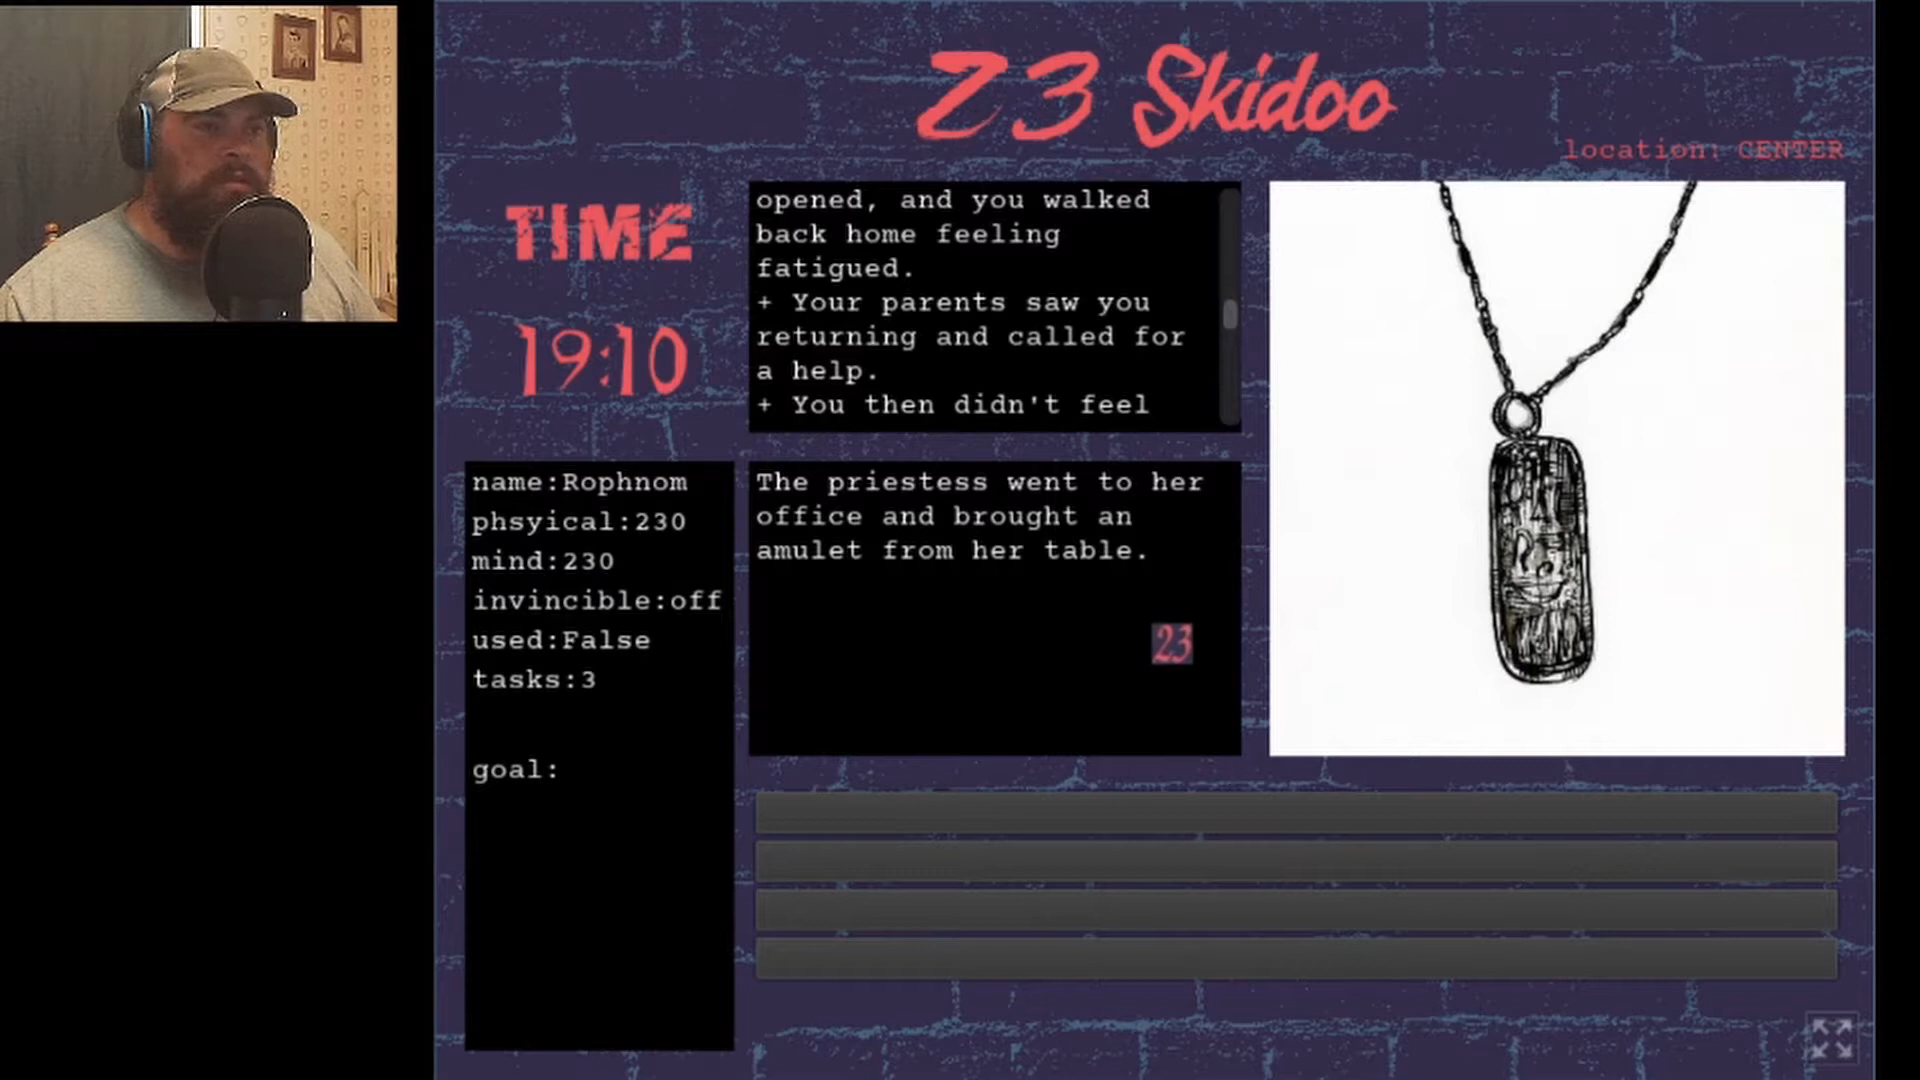 23 Skidoo
location: CENTER
TIME
19:10
opened, and you walked
back home feeling
fatigued.
+ Your parents saw you
returning and called for
a help.
+ You then didn't feel
name:Rophnom
phsyical:230
mind:230
invincible:off
used:False
tasks:3
goal:
The priestess went to her
office and brought an
amulet from her table.
23